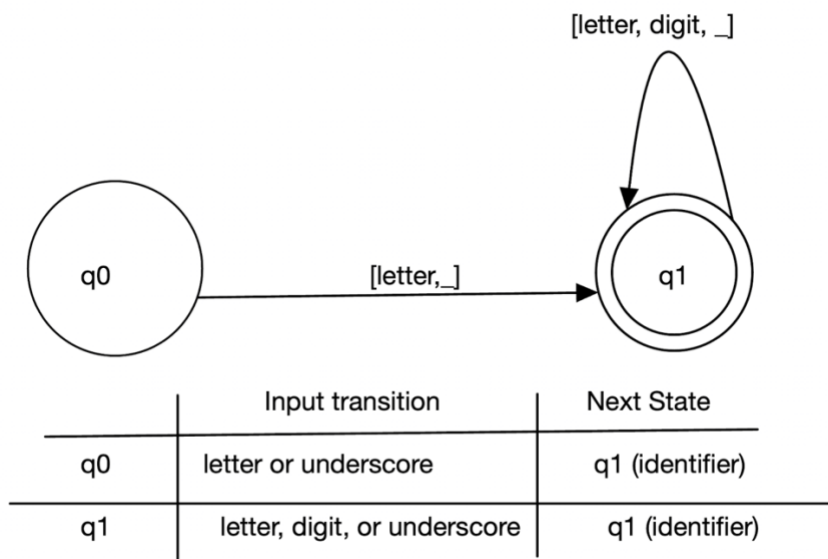 [letter, digit, _]
q0
[letter,_]
q1
Input transition
Next State
q0
letter or underscore
q1 (identifier)
q1
letter, digit, or underscore
q1 (identifier)